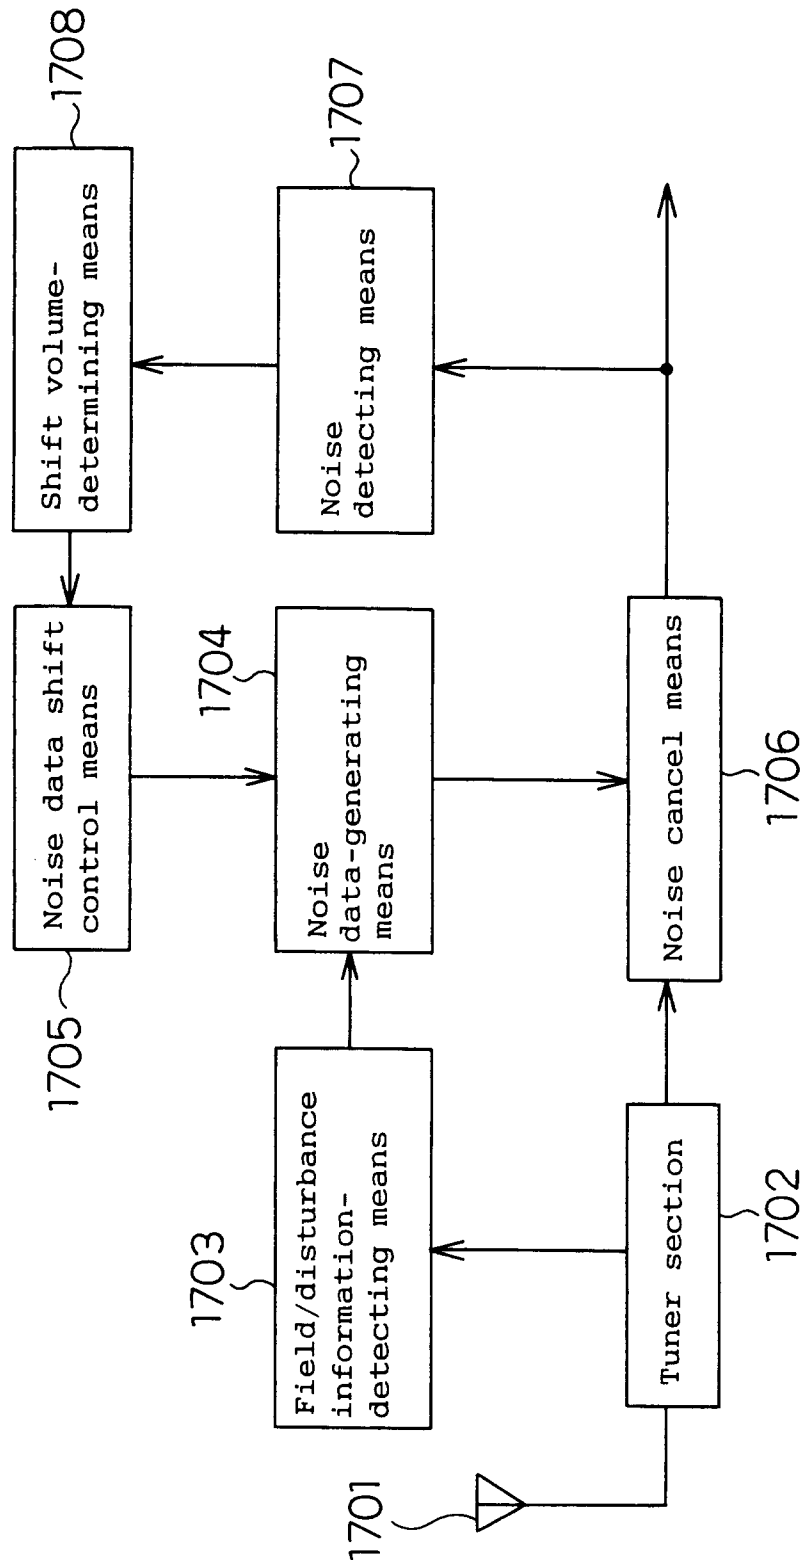 1708
Shift volume-
determining means
1707
Noise
detecting means
Noise data shift
control means
1705
1704
Noise
data-generating
means
Noise cancel means
1706
1703
Field/disturbance
information-
detecting means
Tuner section
1702
1701